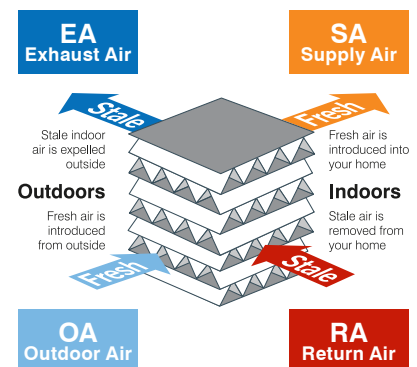 EA
Exhaust Air
SA
Supply Air
Stale
Fresh
Stale indoor
air is expelled
outside
Fresh air is
introduced into
your home
Outdoors
Indoors
Fresh air is
introduced
from outside
Stale air is
removed from
your home
Fresh
Stale
OA
Outdoor Air
RA
Return Air